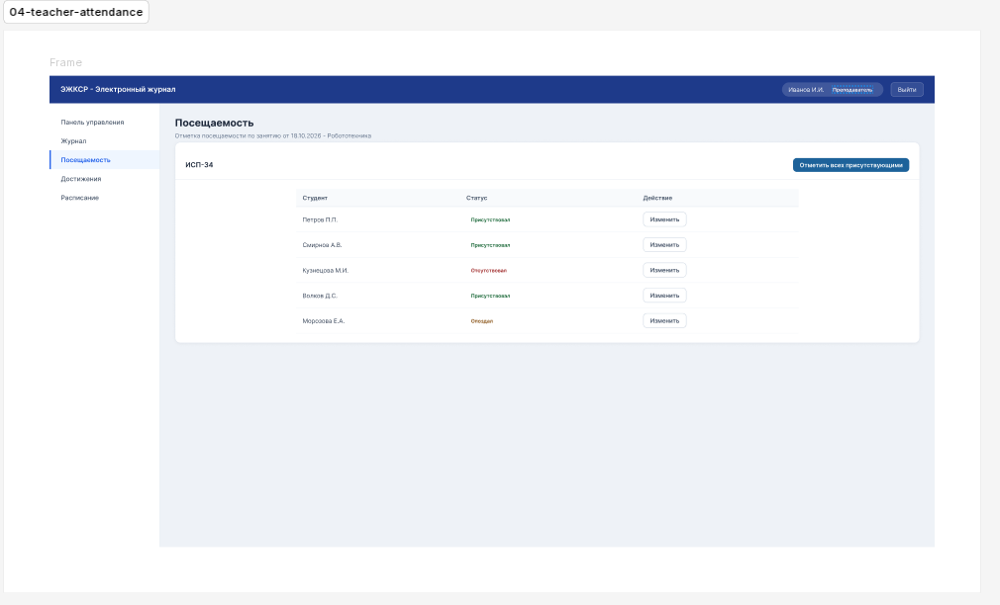 04-teacher-attendance
Frame
ЭЖКСР - Электронный журнал
Иванов И.И. Преподаватель
Выйти
Панель управления
Журнал
Посещаемость
Достижения
Расписание
Посещаемость
Отметка посещаемости по занятию от 18.10.2026 - Робототехника
ИСП-34
Отметить всех присутствующими
Студент Статус Действие
Петров П.П. Присутствовал Изменить
Смирнов А.В. Присутствовал Изменить
Кузнецова М.И. Отсутствовал Изменить
Волков Д.С. Присутствовал Изменить
Морозова Е.А. Опоздал Изменить